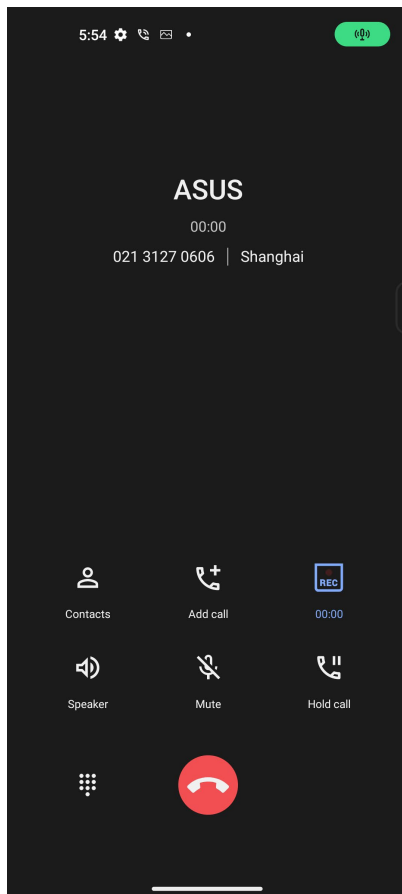 5:54
ASUS
00:00
021 3127 0606 | Shanghai
REC
Contacts Add call 00:00
Speaker Mute Hold call